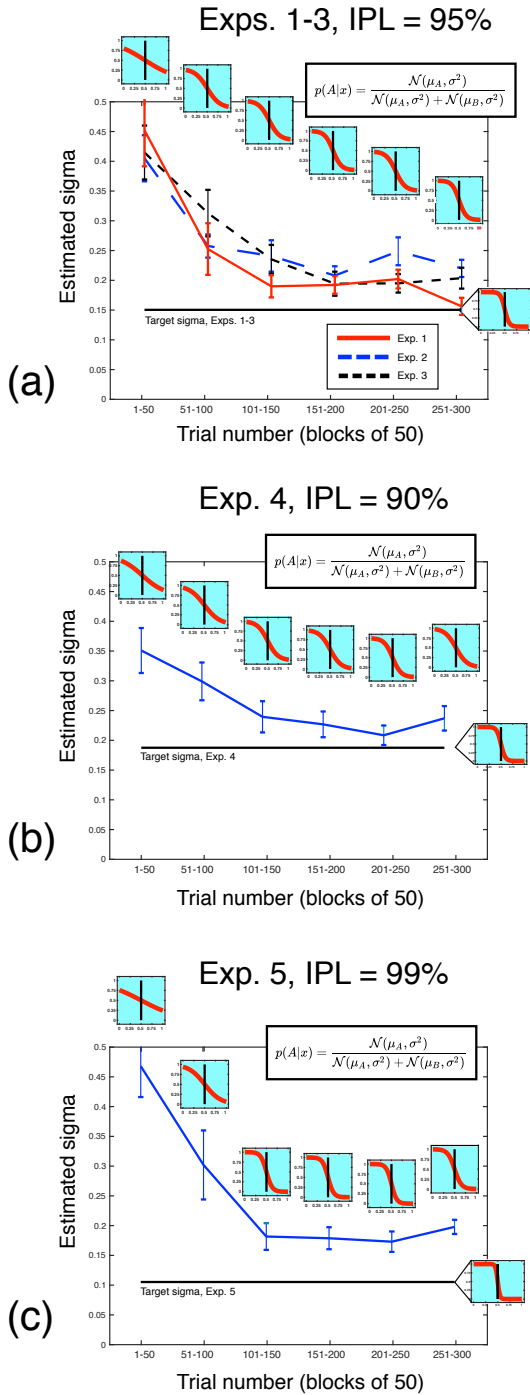 Exps. 1-3, IPL = 95%
p(A|x) = 𝒩(μ_A, σ²) / (𝒩(μ_A, σ²) + 𝒩(μ_B, σ²))
0.5
0.45
0.4
0.35
0.3
0.25
0.2
0.15
0.1
0.05
0
Estimated sigma
Target sigma, Exps. 1-3
Exp. 1
Exp. 2
Exp. 3
(a)
1-50 51-100 101-150 151-200 201-250 251-300
Trial number (blocks of 50)
Exp. 4, IPL = 90%
p(A|x) = 𝒩(μ_A, σ²) / (𝒩(μ_A, σ²) + 𝒩(μ_B, σ²))
0.5
0.45
0.4
0.35
0.3
0.25
0.2
0.15
0.1
0.05
0
Estimated sigma
Target sigma, Exp. 4
(b)
1-50 51-100 101-150 151-200 201-250 251-300
Trial number (blocks of 50)
Exp. 5, IPL = 99%
p(A|x) = 𝒩(μ_A, σ²) / (𝒩(μ_A, σ²) + 𝒩(μ_B, σ²))
0.5
0.45
0.4
0.35
0.3
0.25
0.2
0.15
0.1
0.05
0
Estimated sigma
Target sigma, Exp. 5
(c)
1-50 51-100 101-150 151-200 201-250 251-300
Trial number (blocks of 50)